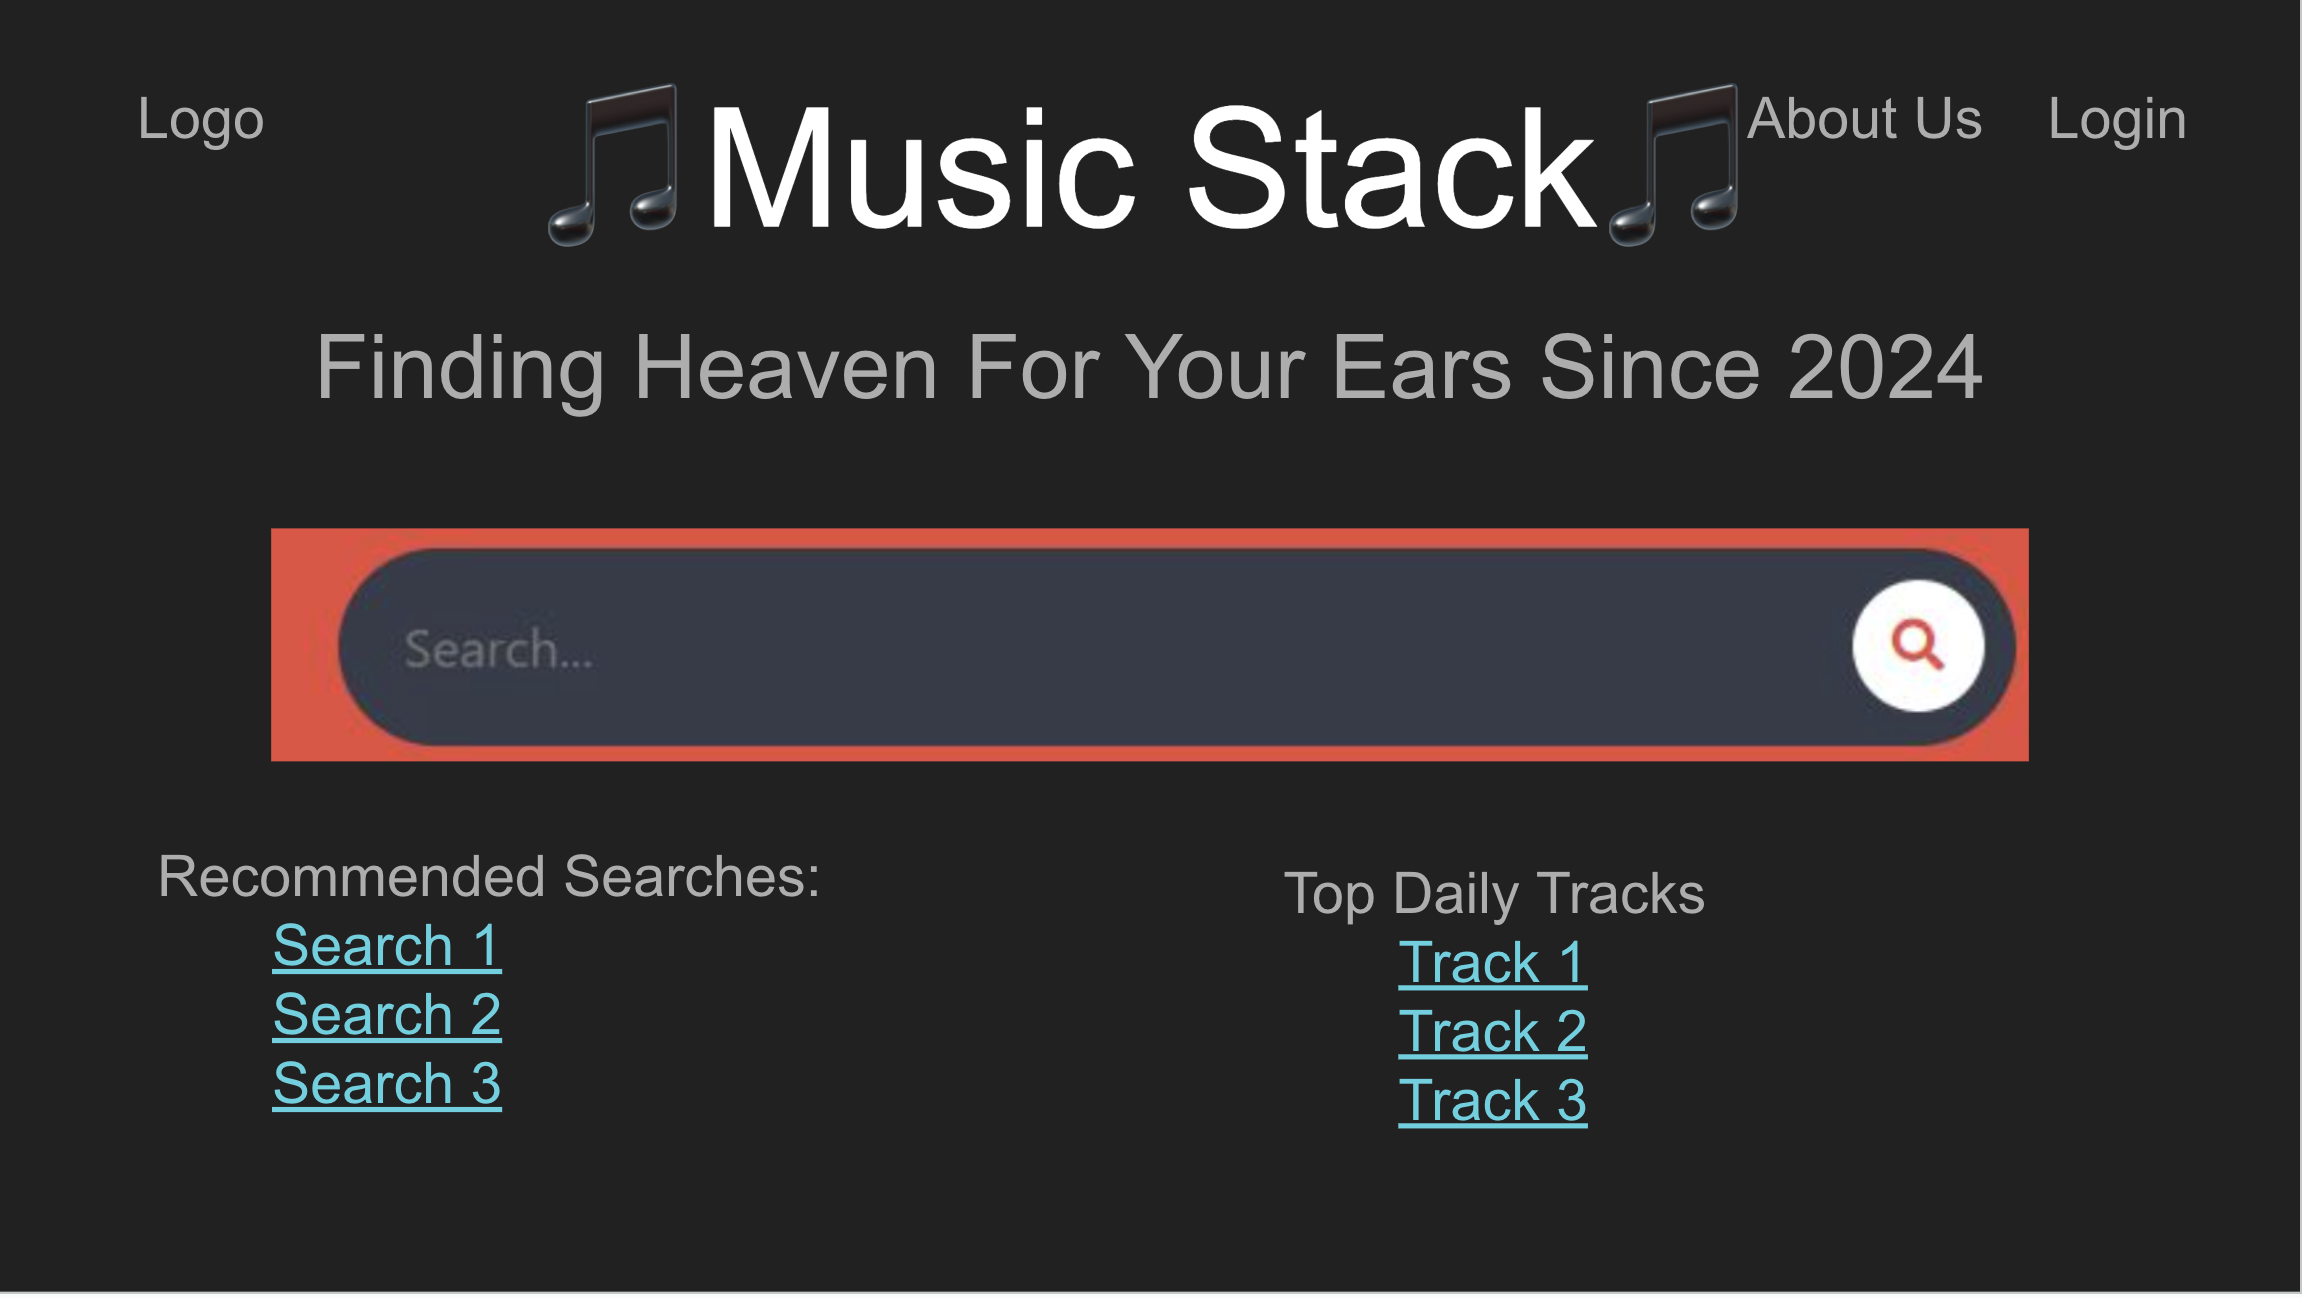 Logo
🎵Music Stack🎵
About Us
Login
Finding Heaven For Your Ears Since 2024
Search...
Recommended Searches:
Search 1
Search 2
Search 3
Top Daily Tracks
Track 1
Track 2
Track 3